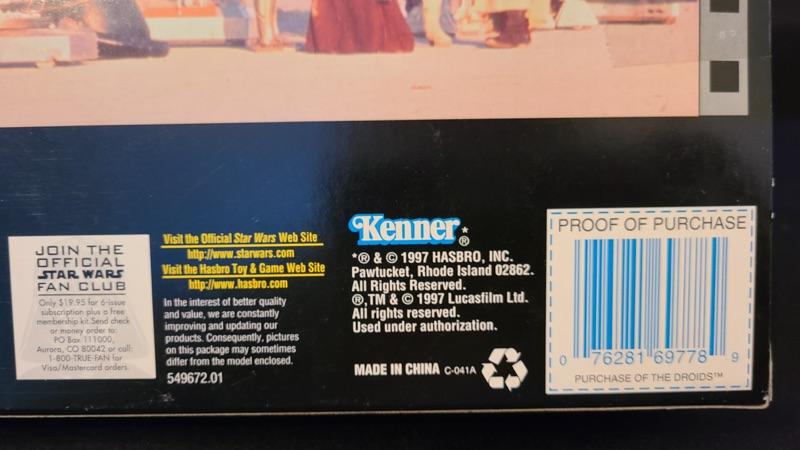 JOIN THE
OFFICIAL
STAR WARS
FAN CLUB
Only $19.95 for 6-issue
subscription plus a free
membership kit. Send check
or money order to:
PO Box 111000,
Aurora, CO 80042 or call:
1-800-TRUE-FAN for
Visa/Mastercard orders.
Visit the Official Star Wars Web Site
http://www.starwars.com
Visit the Hasbro Toy & Game Web Site
http://www.hasbro.com
In the interest of better quality
and value, we are constantly
improving and updating our
products. Consequently, pictures
on this package may sometimes
differ from the model enclosed.
549672.01
Kenner®*
*® & © 1997 HASBRO, INC.
Pawtucket, Rhode Island 02862.
All Rights Reserved.
®,TM & © 1997 Lucasfilm Ltd.
All rights reserved.
Used under authorization.
MADE IN CHINA C-041A
PROOF OF PURCHASE
0 76281 69778 9
PURCHASE OF THE DROIDS™